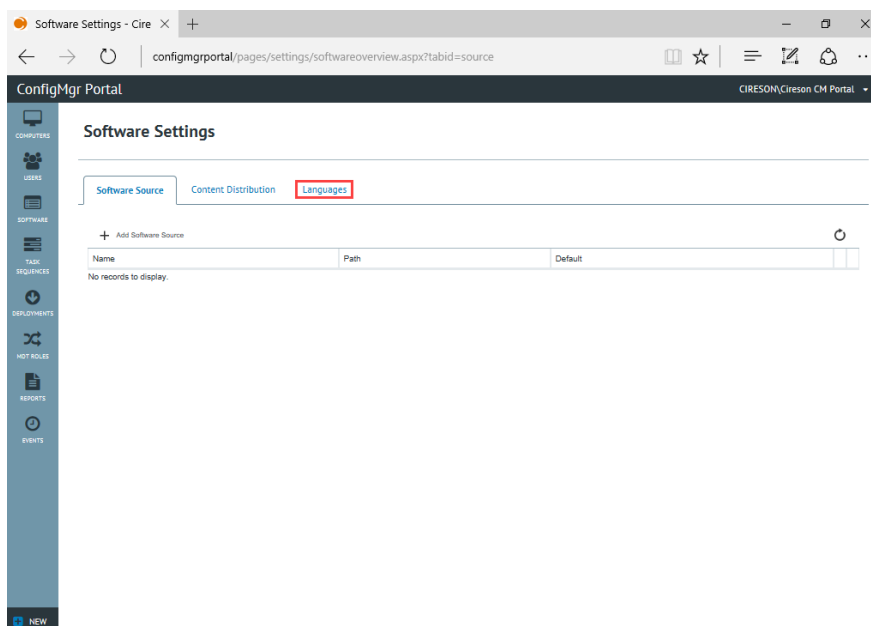 Software Settings - Cire
configmgrportal/pages/settings/softwareoverview.aspx?tabid=source
ConfigMgr Portal
CIRESON\Cireson CM Portal
COMPUTERS
USERS
SOFTWARE
TASK
SEQUENCES
DEPLOYMENTS
MDT ROLES
REPORTS
EVENTS
NEW
Software Settings
Software Source Content Distribution Languages
Add Software Source
Name Path Default
No records to display.